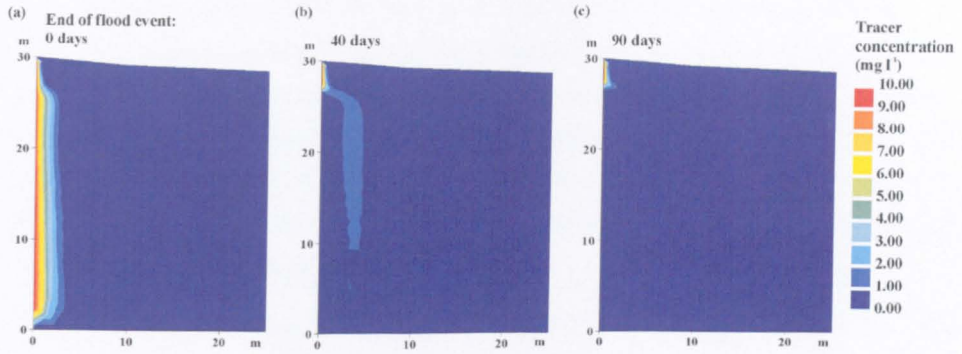 (a)
End of flood event:
0 days
m
30
20
10
0
0
10
20
m
(b)
40 days
m
30
20
10
0
0
10
20
m
(c)
90 days
m
30
20
10
0
0
10
20
m
Tracer
concentration
(mg l⁻¹)
10.00
9.00
8.00
7.00
6.00
5.00
4.00
3.00
2.00
1.00
0.00